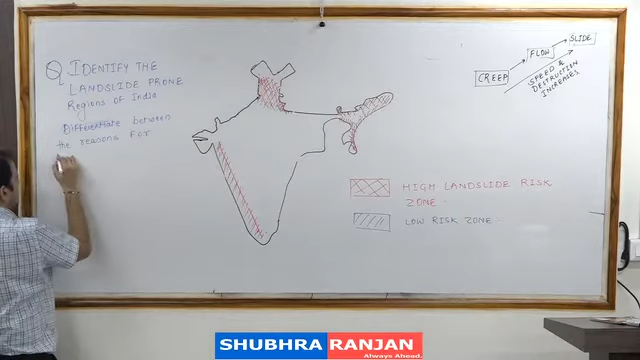 Q IDENTIFY THE
LANDSLIDE PRONE
Regions OF India
Differentiate between
the reasons FOR
CREEP
FLOW
SLIDE
SPEED &
DESTRUCTION
INCREASES
HIGH LANDSLIDE RISK
ZONE
LOW RISK ZONE
SHUBHRA RANJAN
Always Ahead.